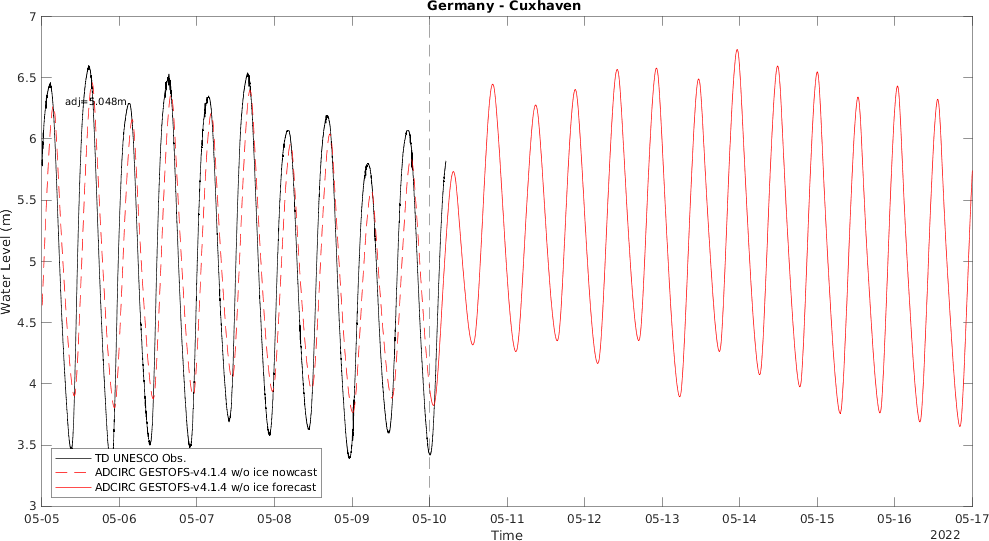 Germany - Cuxhaven
Water Level (m)
7
6.5
6
5.5
5
4.5
4
3.5
3
adj=5.048m
TD UNESCO Obs.
ADCIRC GESTOFS-v4.1.4 w/o ice nowcast
ADCIRC GESTOFS-v4.1.4 w/o ice forecast
05-05 05-06 05-07 05-08 05-09 05-10 05-11 05-12 05-13 05-14 05-15 05-16 05-17
Time
2022